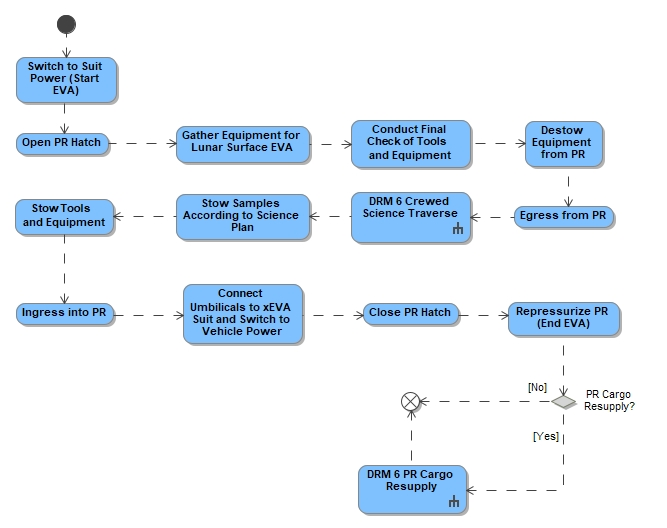 Switch to Suit
Power (Start
EVA)
Open PR Hatch
Gather Equipment for
Lunar Surface EVA
Conduct Final
Check of Tools
and Equipment
Destow
Equipment
from PR
Egress from PR
DRM 6 Crewed
Science Traverse
Stow Samples
According to Science
Plan
Stow Tools
and Equipment
Ingress into PR
Connect
Umbilicals to xEVA
Suit and Switch to
Vehicle Power
Close PR Hatch
Repressurize PR
(End EVA)
PR Cargo
Resupply?
[No]
[Yes]
DRM 6 PR Cargo
Resupply